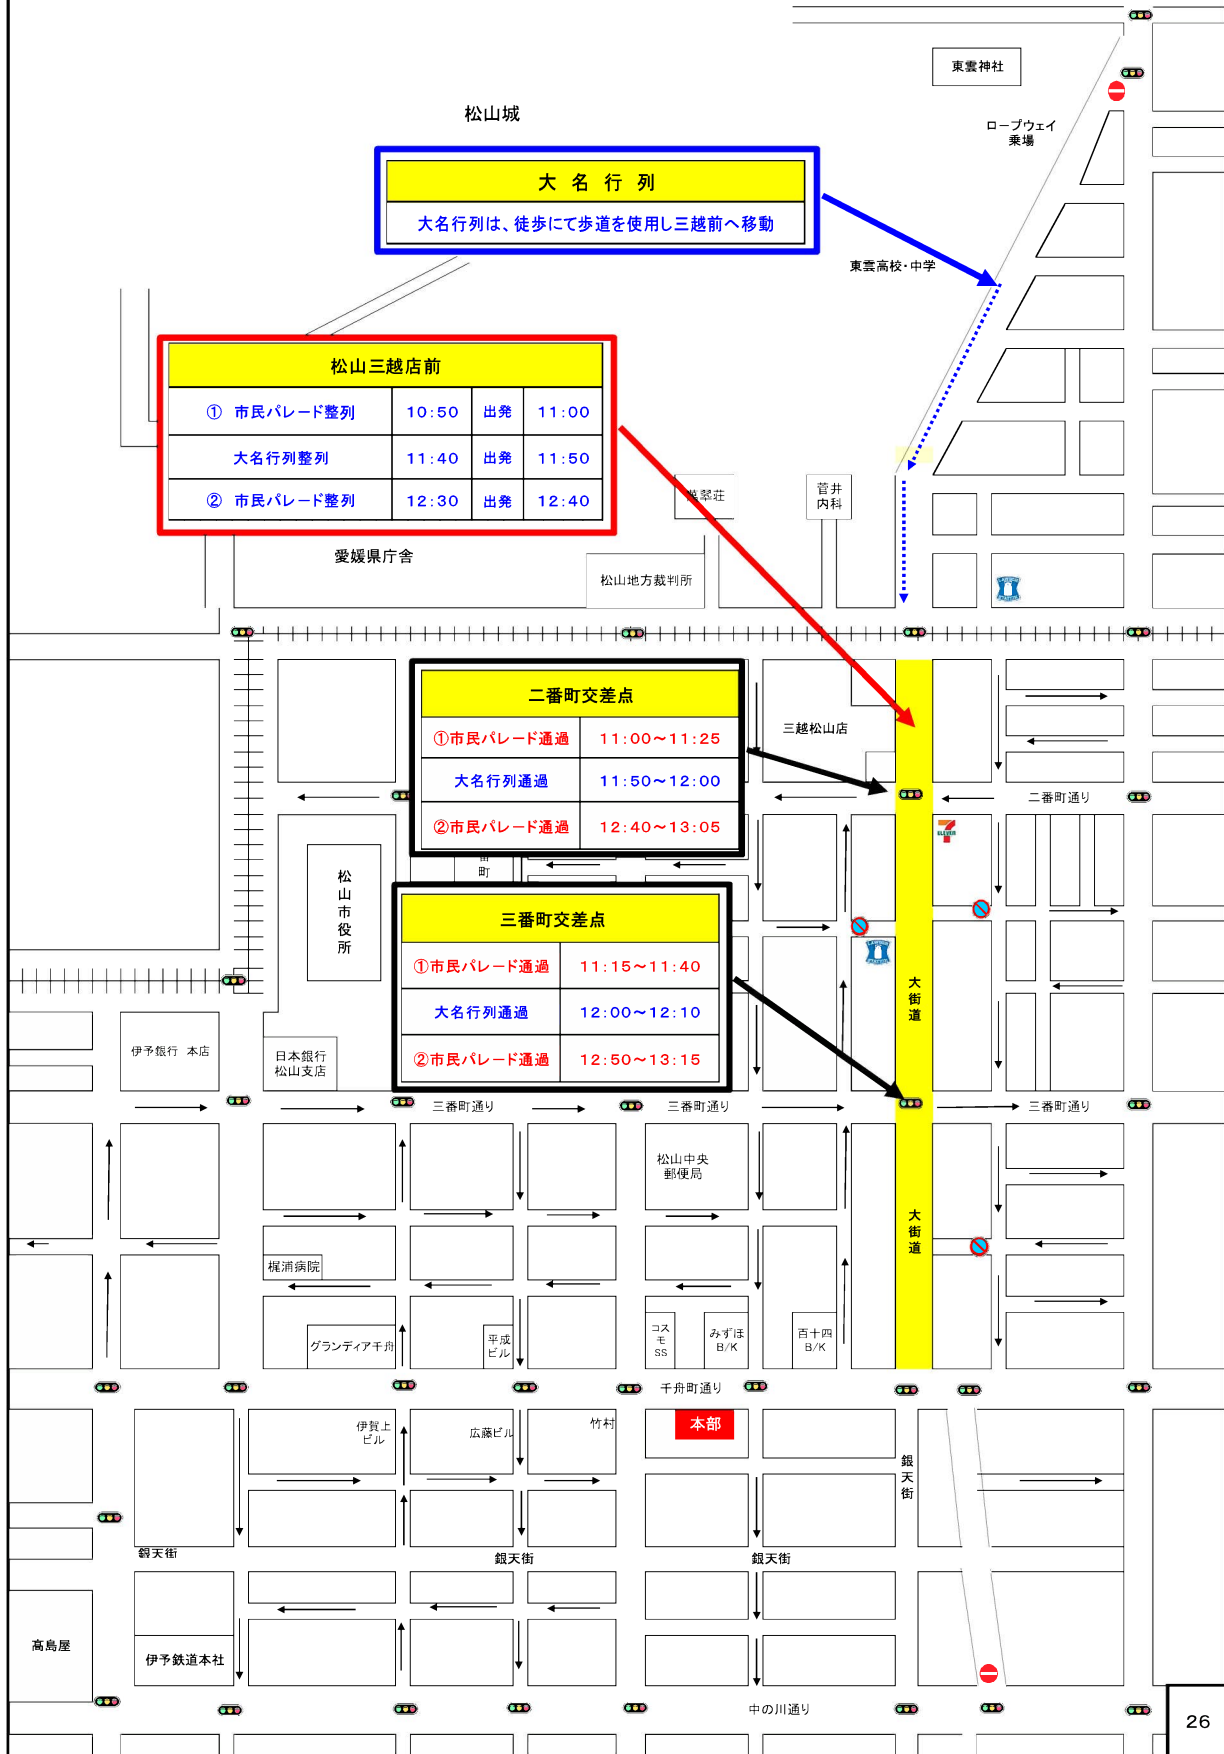 東雲神社
松山城
ロープウェイ
乗場
大名行列
大名行列は、徒歩にて歩道を使用し三越前へ移動
東雲高校・中学
松山三越店前
① 市民パレード整列 10:50 出発 11:00
大名行列整列 11:40 出発 11:50
② 市民パレード整列 12:30 出発 12:40
翠荘
菅井
内科
愛媛県庁舎
松山地方裁判所
二番町交差点
①市民パレード通過 11:00～11:25
大名行列通過 11:50～12:00
②市民パレード通過 12:40～13:05
三越松山店
二番町通り
町
松山市役所
三番町交差点
①市民パレード通過 11:15～11:40
大名行列通過 12:00～12:10
②市民パレード通過 12:50～13:15
大街道
伊予銀行 本店
日本銀行
松山支店
三番町通り
三番町通り
三番町通り
松山中央
郵便局
大街道
梶浦病院
グランディア千舟
平成
ビル
コス
モ
SS
みずほ
B/K
百十四
B/K
千舟町通り
本部
伊賀上
ビル
広藤ビル
竹村
銀天街
銀天街
銀天街
銀天街
高島屋
伊予鉄道本社
中の川通り
26